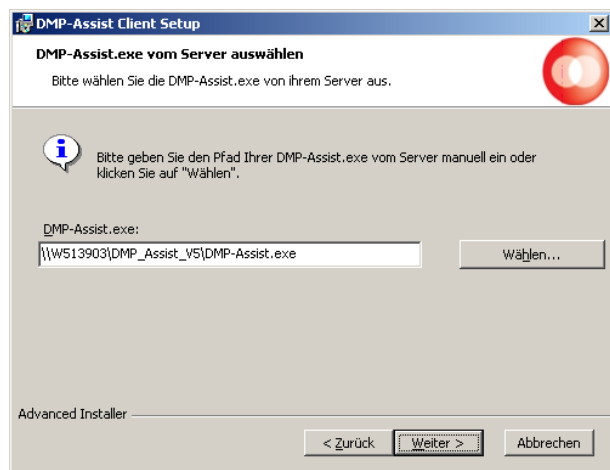 DMP-Assist Client Setup
DMP-Assist.exe vom Server auswählen
Bitte wählen Sie die DMP-Assist.exe von ihrem Server aus.
Bitte geben Sie den Pfad Ihrer DMP-Assist.exe vom Server manuell ein oder
klicken Sie auf "Wählen".
DMP-Assist.exe:
\\W513903\DMP_Assist_V5\DMP-Assist.exe
Wählen...
Advanced Installer
< Zurück
Weiter >
Abbrechen